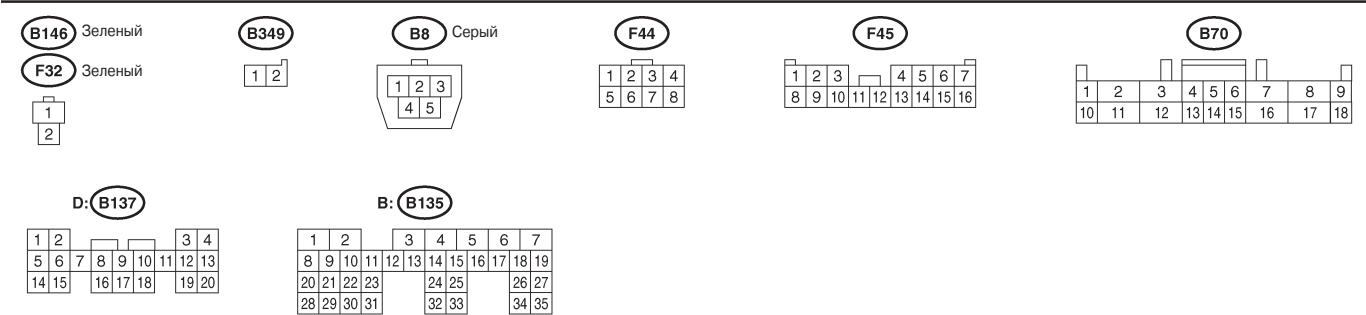 B146 Зеленый
F32 Зеленый
1
2
B349
1 2
B8 Серый
1 2 3
4 5
F44
1 2 3 4
5 6 7 8
F45
1 2 3 4 5 6 7
8 9 10 11 12 13 14 15 16
B70
1 2 3 4 5 6 7 8 9
10 11 12 13 14 15 16 17 18
D: B137
1 2 3 4
5 6 7 8 9 10 11 12 13
14 15 16 17 18 19 20
B: B135
1 2 3 4 5 6 7
8 9 10 11 12 13 14 15 16 17 18 19
20 21 22 23 24 25 26 27
28 29 30 31 32 33 34 35